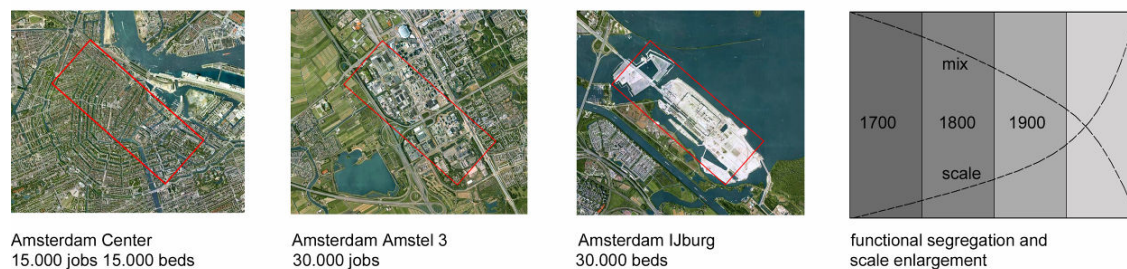 mix
1700
1800
1900
scale
Amsterdam Center
15.000 jobs 15.000 beds
Amsterdam Amstel 3
30.000 jobs
Amsterdam IJburg
30.000 beds
functional segregation and
scale enlargement